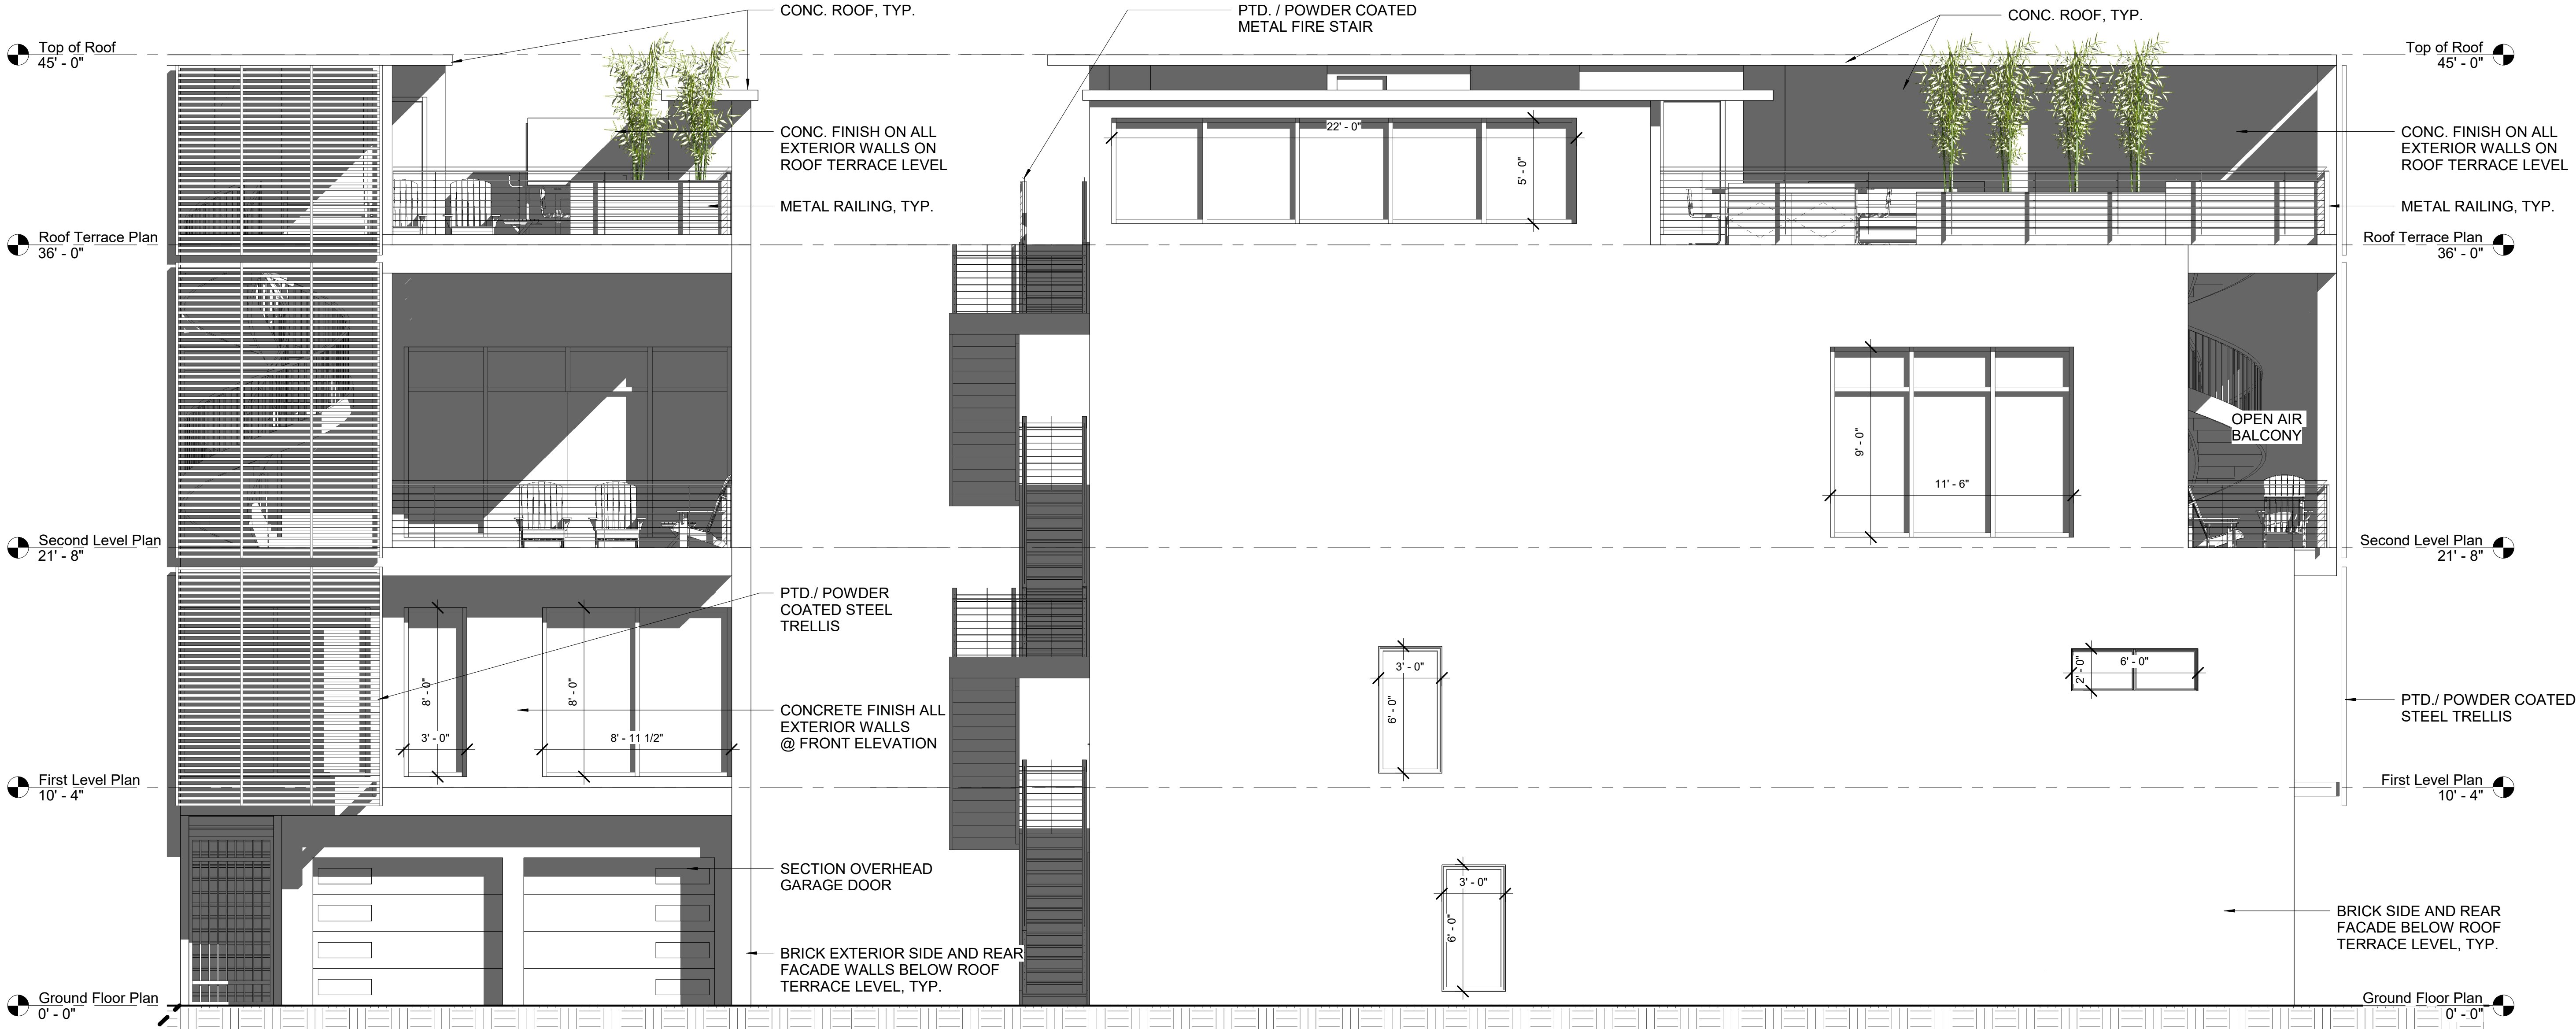 CONC. ROOF, TYP.
PTD. / POWDER COATED
METAL FIRE STAIR
CONC. ROOF, TYP.
Top of Roof
45' - 0"
Top of Roof
45' - 0"
CONC. FINISH ON ALL
EXTERIOR WALLS ON
ROOF TERRACE LEVEL
22' - 0"
5' - 0"
CONC. FINISH ON ALL
EXTERIOR WALLS ON
ROOF TERRACE LEVEL
METAL RAILING, TYP.
METAL RAILING, TYP.
Roof Terrace Plan
36' - 0"
Roof Terrace Plan
36' - 0"
OPEN AIR
BALCONY
9' - 0"
11' - 6"
Second Level Plan
21' - 8"
Second Level Plan
21' - 8"
PTD./ POWDER
COATED STEEL
TRELLIS
8' - 0"
3' - 0"
8' - 0"
8' - 11 1/2"
3' - 0"
6' - 0"
2' - 0"
6' - 0"
CONCRETE FINISH ALL
EXTERIOR WALLS
@ FRONT ELEVATION
PTD./ POWDER COATED
STEEL TRELLIS
First Level Plan
10' - 4"
First Level Plan
10' - 4"
SECTION OVERHEAD
GARAGE DOOR
3' - 0"
6' - 0"
BRICK EXTERIOR SIDE AND REAR
FACADE WALLS BELOW ROOF
TERRACE LEVEL, TYP.
BRICK SIDE AND REAR
FACADE BELOW ROOF
TERRACE LEVEL, TYP.
Ground Floor Plan
0' - 0"
Ground Floor Plan
0' - 0"